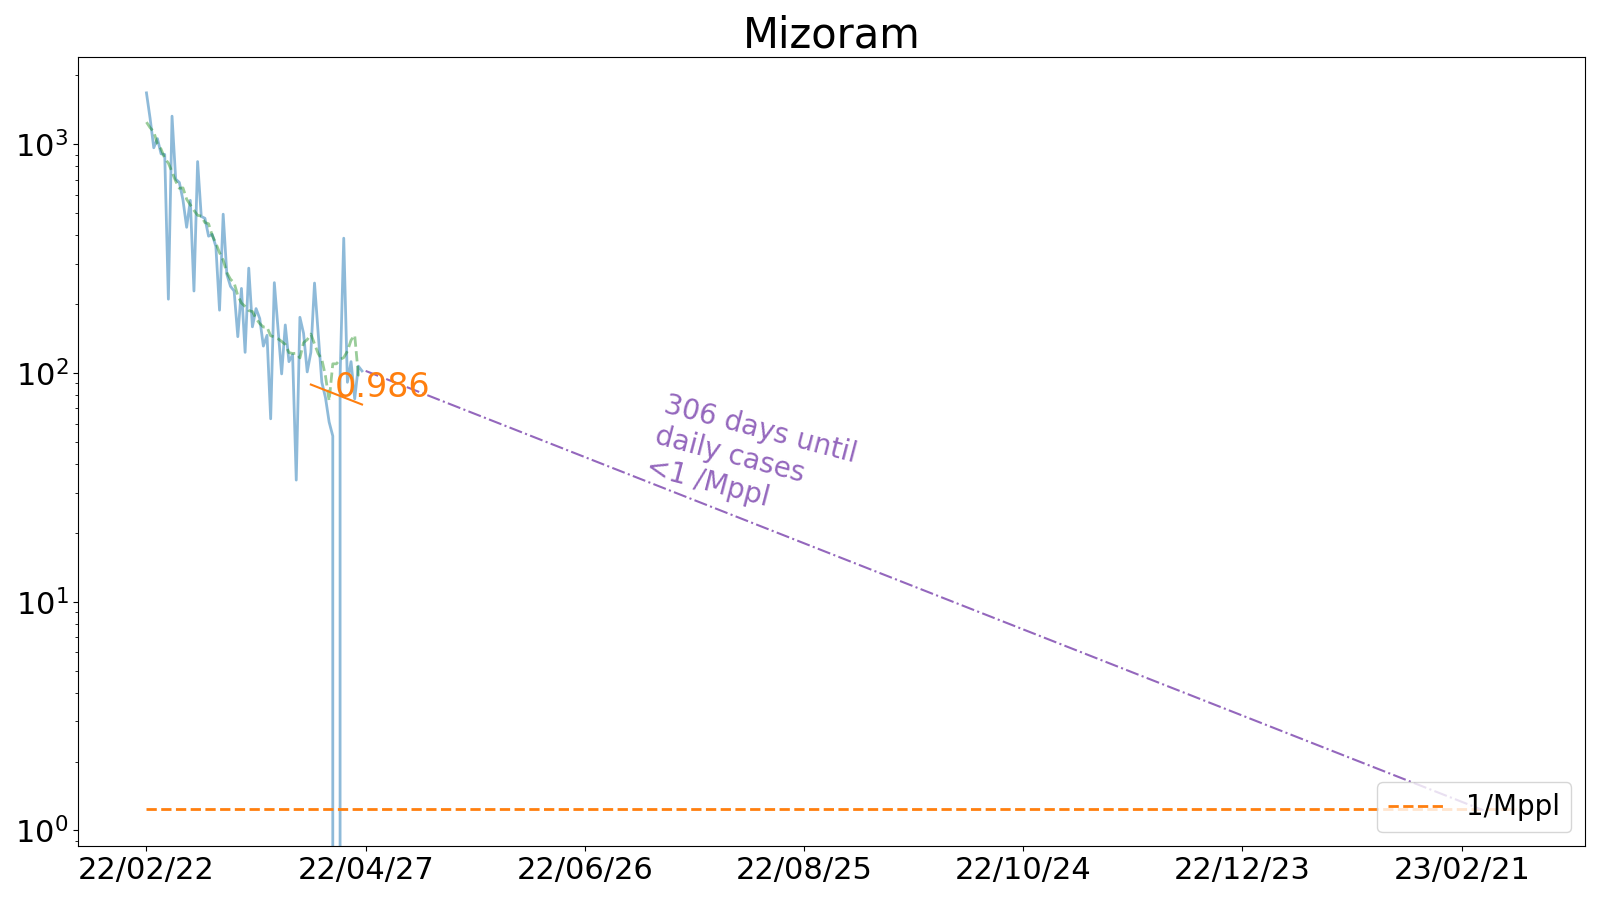 Mizoram
10³
10²
10¹
10⁰
0.986
306 days until
daily cases
<1 /Mppl
1/Mppl
22/02/22 22/04/27 22/06/26 22/08/25 22/10/24 22/12/23 23/02/21